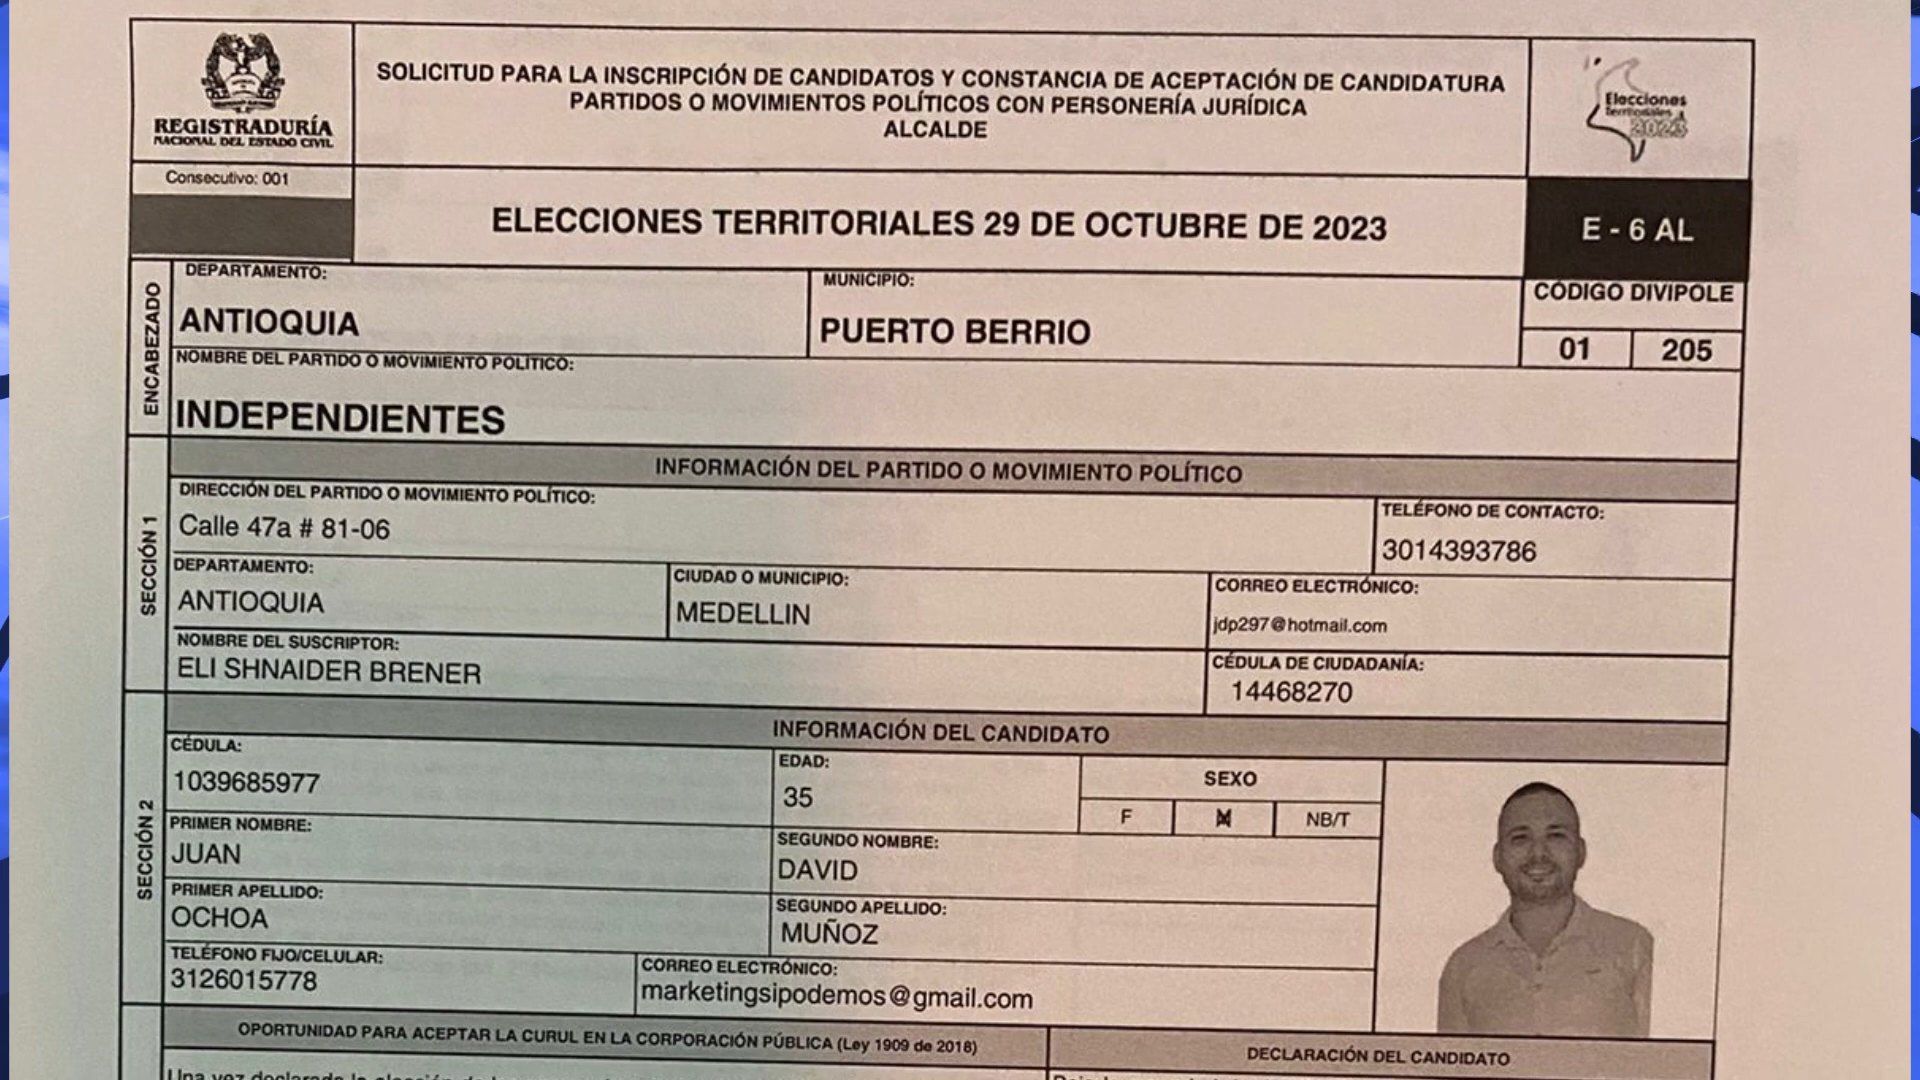 REGISTRADURÍA
NACIONAL DEL ESTADO CIVIL
SOLICITUD PARA LA INSCRIPCIÓN DE CANDIDATOS Y CONSTANCIA DE ACEPTACIÓN DE CANDIDATURA
PARTIDOS O MOVIMIENTOS POLÍTICOS CON PERSONERÍA JURÍDICA
ALCALDE
Elecciones
Territoriales
2023
Consecutivo: 001
ELECCIONES TERRITORIALES 29 DE OCTUBRE DE 2023
E - 6 AL
ENCABEZADO
DEPARTAMENTO:
ANTIOQUIA
MUNICIPIO:
PUERTO BERRIO
CÓDIGO DIVIPOLE
01 205
NOMBRE DEL PARTIDO O MOVIMIENTO POLÍTICO:
INDEPENDIENTES
SECCIÓN 1
INFORMACIÓN DEL PARTIDO O MOVIMIENTO POLÍTICO
DIRECCIÓN DEL PARTIDO O MOVIMIENTO POLÍTICO:
Calle 47a # 81-06
TELÉFONO DE CONTACTO:
3014393786
DEPARTAMENTO:
ANTIOQUIA
CIUDAD O MUNICIPIO:
MEDELLIN
CORREO ELECTRÓNICO:
jdp297@hotmail.com
NOMBRE DEL SUSCRIPTOR:
ELI SHNAIDER BRENER
CÉDULA DE CIUDADANÍA:
14468270
SECCIÓN 2
INFORMACIÓN DEL CANDIDATO
CÉDULA:
1039685977
EDAD:
35
SEXO
F M NB/T
PRIMER NOMBRE:
JUAN
SEGUNDO NOMBRE:
DAVID
PRIMER APELLIDO:
OCHOA
SEGUNDO APELLIDO:
MUÑOZ
TELÉFONO FIJO/CELULAR:
3126015778
CORREO ELECTRÓNICO:
marketingsipodemos@gmail.com
OPORTUNIDAD PARA ACEPTAR LA CURUL EN LA CORPORACIÓN PÚBLICA (Ley 1909 de 2018)
DECLARACIÓN DEL CANDIDATO
Una vez declarada la elección de